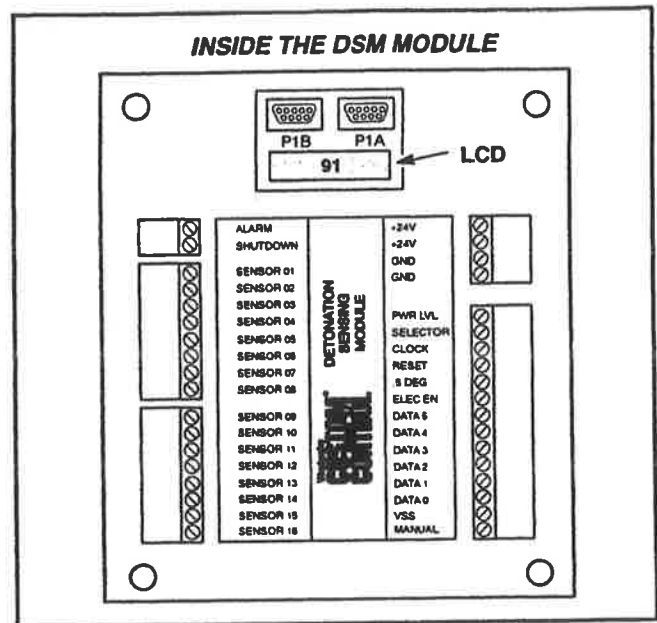 INSIDE THE DSM MODULE
P1B P1A
91
LCD
ALARM
SHUTDOWN
SENSOR 01
SENSOR 02
SENSOR 03
SENSOR 04
SENSOR 05
SENSOR 06
SENSOR 07
SENSOR 08
SENSOR 09
SENSOR 10
SENSOR 11
SENSOR 12
SENSOR 13
SENSOR 14
SENSOR 15
SENSOR 16
DETONATION
SENSING
MODULE
+24V
+24V
GND
GND
PWR LVL
SELECTOR
CLOCK
RESET
.5 DEG
ELEC EN
DATA 5
DATA 4
DATA 3
DATA 2
DATA 1
DATA 0
VSS
MANUAL